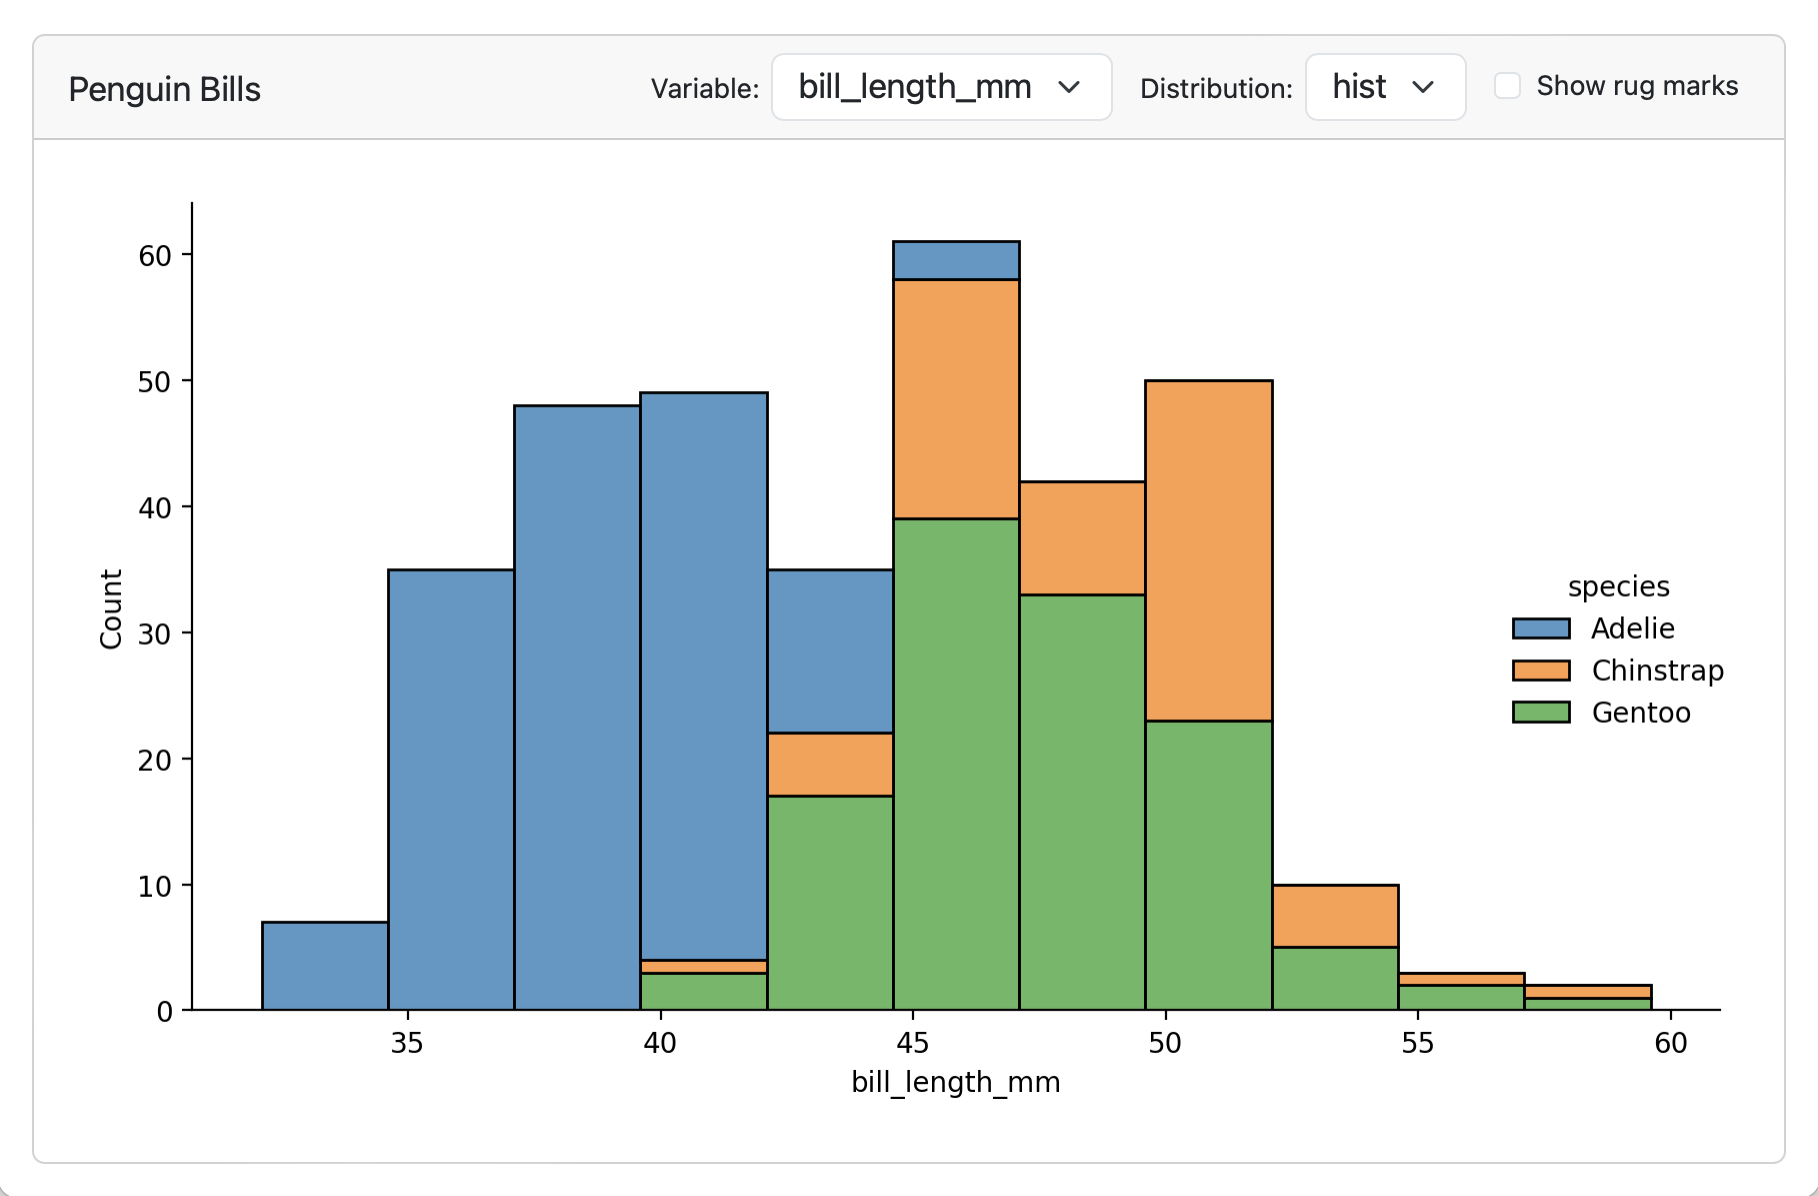 Penguin Bills
Variable: bill_length_mm Distribution: hist Show rug marks
60
50
40
30
20
10
0
Count
35 40 45 50 55 60
bill_length_mm
species
Adelie
Chinstrap
Gentoo